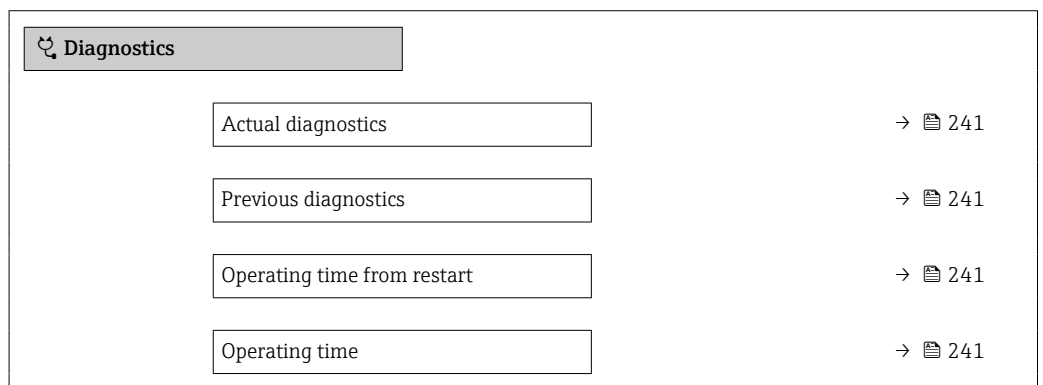 Diagnostics
Actual diagnostics → 241
Previous diagnostics → 241
Operating time from restart → 241
Operating time → 241